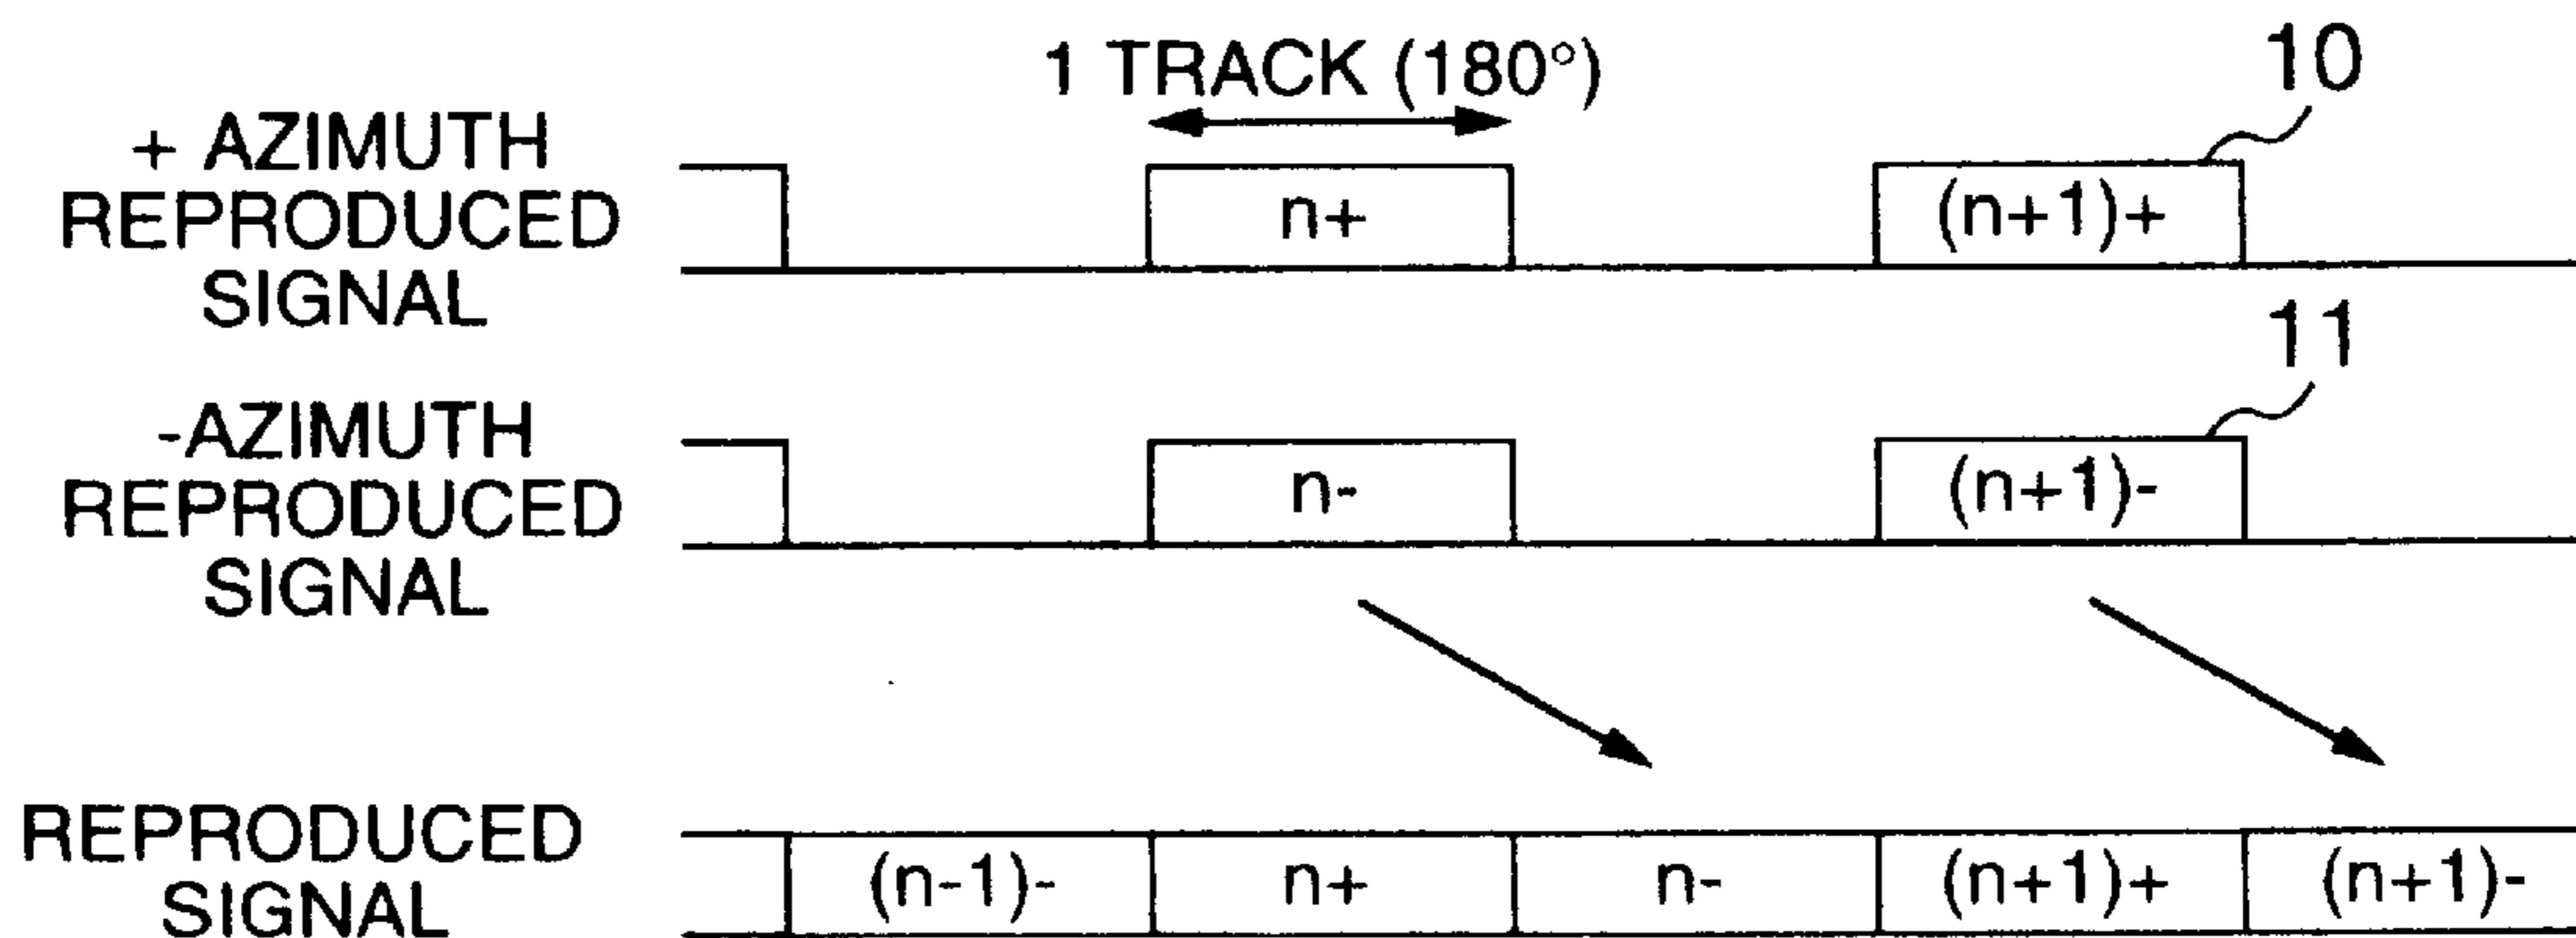 1 TRACK (180°)
10
+ AZIMUTH
REPRODUCED
SIGNAL
n+
(n+1)+
11
-AZIMUTH
REPRODUCED
SIGNAL
n-
(n+1)-
REPRODUCED
SIGNAL
(n-1)-
n+
n-
(n+1)+
(n+1)-